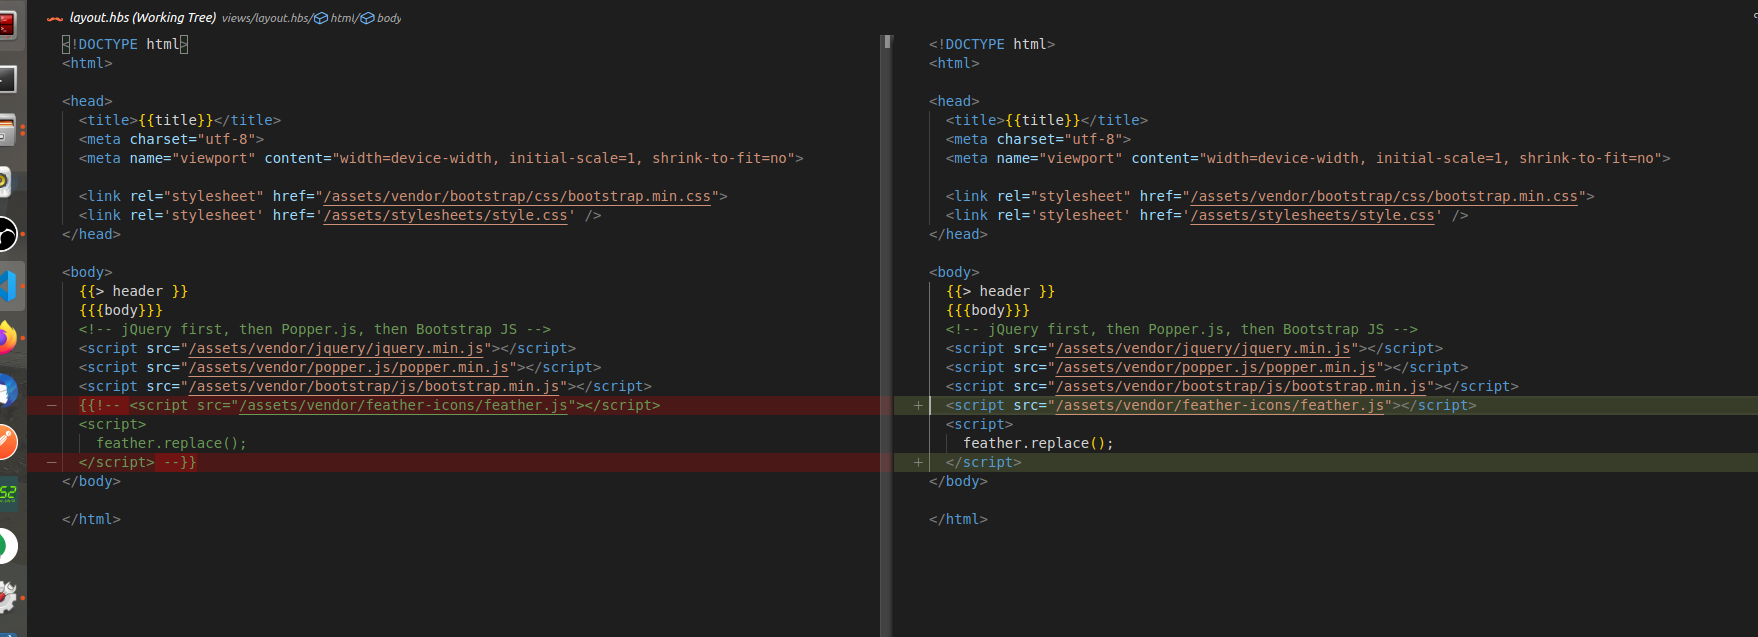 layout.hbs (Working Tree) views/layout.hbs/html/body
<!DOCTYPE html>
<html>
<head>
<title>{{title}}</title>
<meta charset="utf-8">
<meta name="viewport" content="width=device-width, initial-scale=1, shrink-to-fit=no">
<link rel="stylesheet" href="/assets/vendor/bootstrap/css/bootstrap.min.css">
<link rel='stylesheet' href='/assets/stylesheets/style.css' />
</head>
<body>
{{> header }}
{{{body}}}
<!-- jQuery first, then Popper.js, then Bootstrap JS -->
<script src="/assets/vendor/jquery/jquery.min.js"></script>
<script src="/assets/vendor/popper.js/popper.min.js"></script>
<script src="/assets/vendor/bootstrap/js/bootstrap.min.js"></script>
— {{!-- <script src="/assets/vendor/feather-icons/feather.js"></script>
<script>
feather.replace();
— </script> --}}
</body>
</html>
<!DOCTYPE html>
<html>
<head>
<title>{{title}}</title>
<meta charset="utf-8">
<meta name="viewport" content="width=device-width, initial-scale=1, shrink-to-fit=no">
<link rel="stylesheet" href="/assets/vendor/bootstrap/css/bootstrap.min.css">
<link rel='stylesheet' href='/assets/stylesheets/style.css' />
</head>
<body>
{{> header }}
{{{body}}}
<!-- jQuery first, then Popper.js, then Bootstrap JS -->
<script src="/assets/vendor/jquery/jquery.min.js"></script>
<script src="/assets/vendor/popper.js/popper.min.js"></script>
<script src="/assets/vendor/bootstrap/js/bootstrap.min.js"></script>
+ <script src="/assets/vendor/feather-icons/feather.js"></script>
<script>
feather.replace();
+ </script>
</body>
</html>